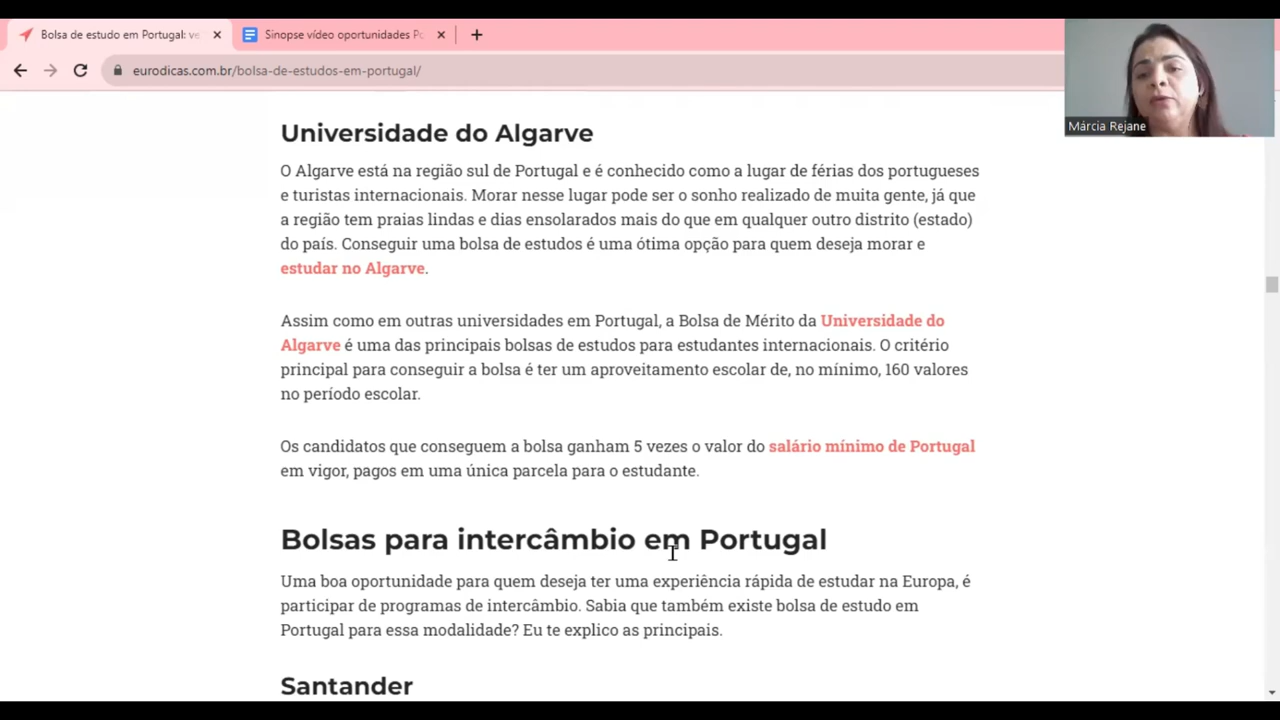 Bolsa de estudo em Portugal: ve
Sinopse vídeo oportunidades Po
eurodicas.com.br/bolsa-de-estudos-em-portugal/
Márcia Rejane
Universidade do Algarve
O Algarve está na região sul de Portugal e é conhecido como a lugar de férias dos portugueses
e turistas internacionais. Morar nesse lugar pode ser o sonho realizado de muita gente, já que
a região tem praias lindas e dias ensolarados mais do que em qualquer outro distrito (estado)
do país. Conseguir uma bolsa de estudos é uma ótima opção para quem deseja morar e
estudar no Algarve.
Assim como em outras universidades em Portugal, a Bolsa de Mérito da Universidade do
Algarve é uma das principais bolsas de estudos para estudantes internacionais. O critério
principal para conseguir a bolsa é ter um aproveitamento escolar de, no mínimo, 160 valores
no período escolar.
Os candidatos que conseguem a bolsa ganham 5 vezes o valor do salário mínimo de Portugal
em vigor, pagos em uma única parcela para o estudante.
Bolsas para intercâmbio em Portugal
Uma boa oportunidade para quem deseja ter uma experiência rápida de estudar na Europa, é
participar de programas de intercâmbio. Sabia que também existe bolsa de estudo em
Portugal para essa modalidade? Eu te explico as principais.
Santander